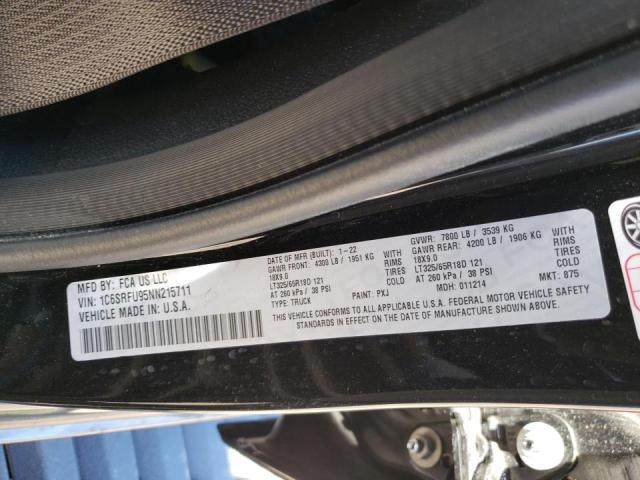 MFD BY: FCA US LLC
VIN: 1C6SRFU95NN215711
VEHICLE MADE IN: U.S.A.
DATE OF MFR (BUILT): 1-22
GAWR FRONT: 4300 LB / 1951 KG
18X9.0
LT325/65R18D 121
AT 260 kPa / 38 PSI
TYPE: TRUCK
PAINT: PXJ
WITH
RIMS
TIRES
COLD
GVWR: 7800 LB / 3539 KG
GAWR REAR: 4200 LB / 1906 KG
18X9.0
LT325/65R18D 121
AT 260 kPa / 38 PSI
MDH: 011214
WITH
RIMS
TIRES
COLD
MKT: 875
THIS VEHICLE CONFORMS TO ALL APPLICABLE U.S.A. FEDERAL MOTOR VEHICLE SAFETY
STANDARDS IN EFFECT ON THE DATE OF MANUFACTURE SHOWN ABOVE.